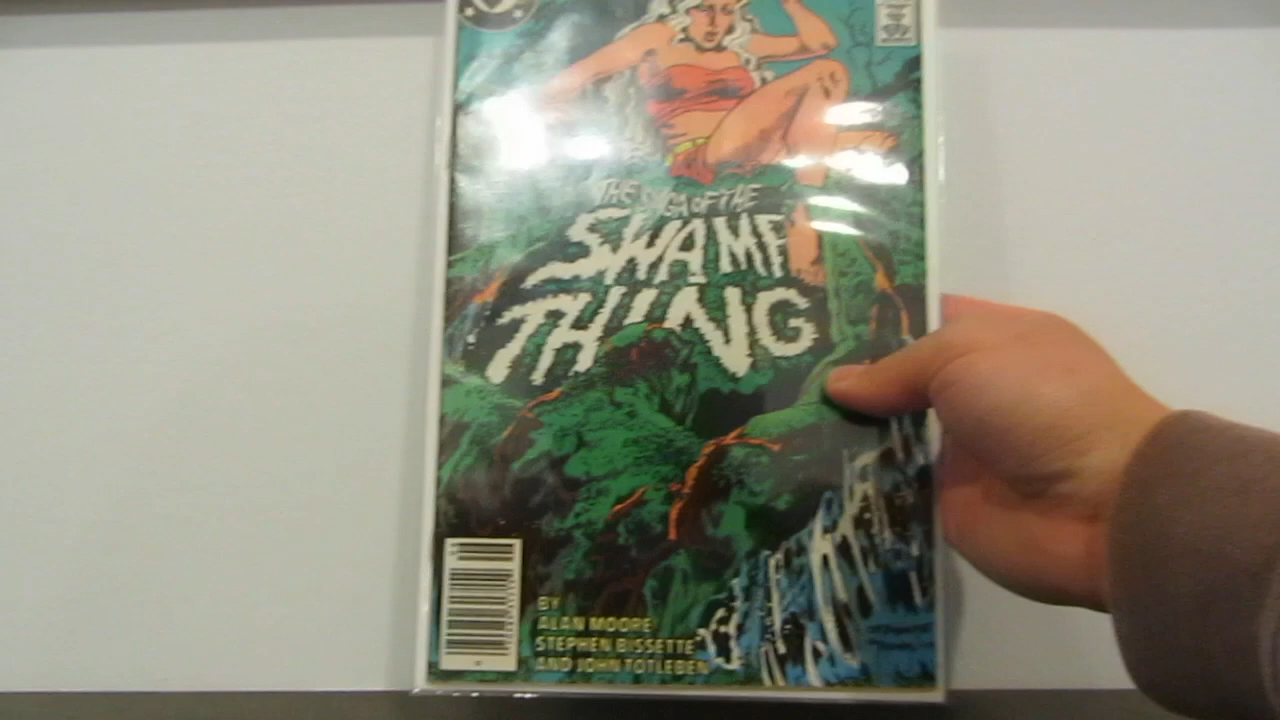 THE SAGA OF THE
SWAMP
THING
BY
ALAN MOORE
STEPHEN BISSETTE
AND JOHN TOTLEBEN